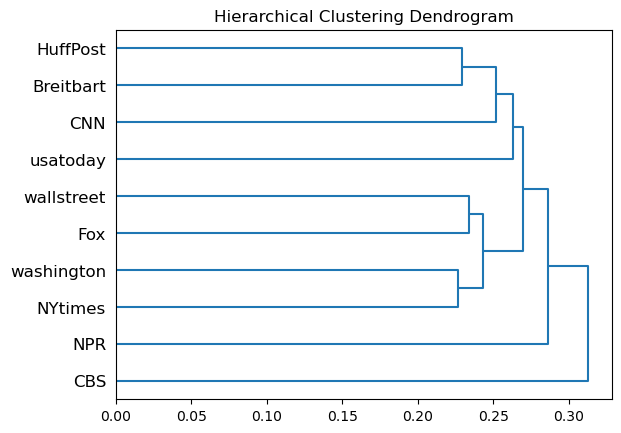 Hierarchical Clustering Dendrogram
HuffPost
Breitbart
CNN
usatoday
wallstreet
Fox
washington
NYtimes
NPR
CBS
0.00 0.05 0.10 0.15 0.20 0.25 0.30